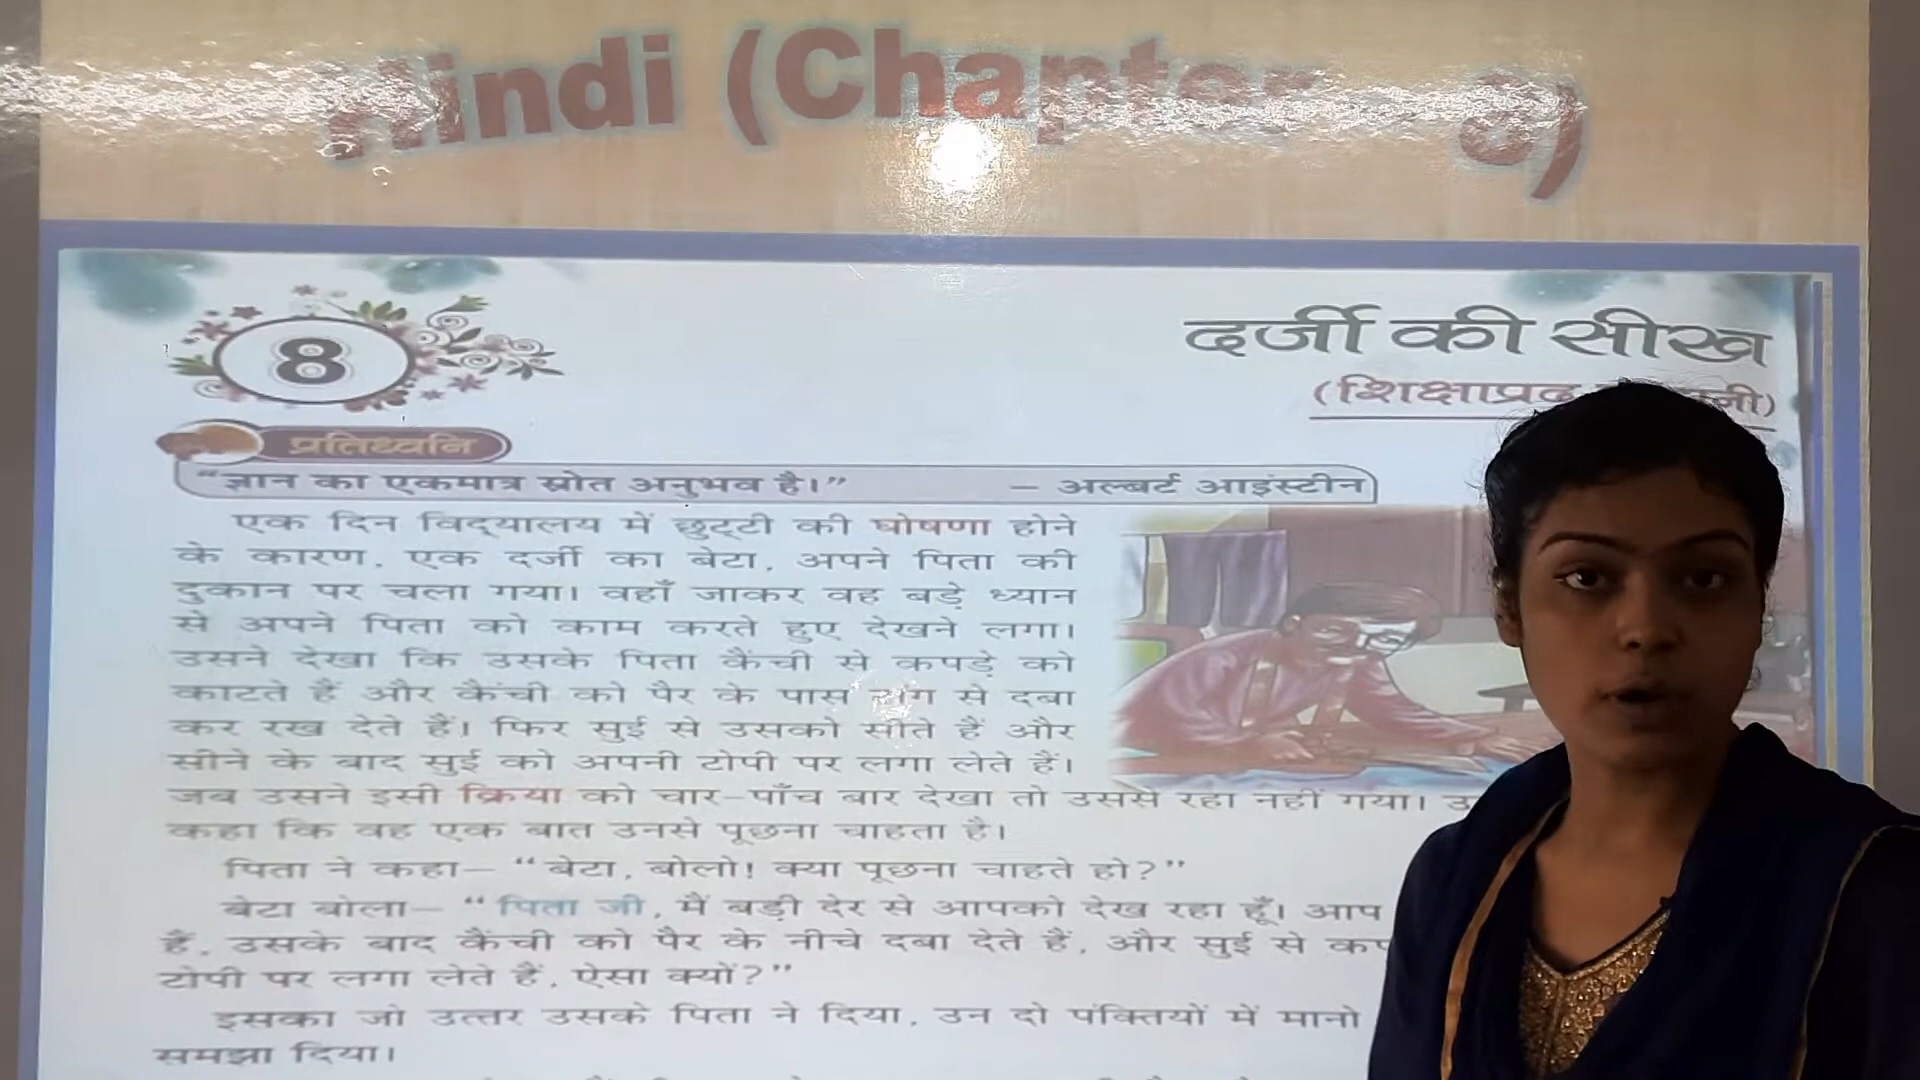 Hindi (Chapter 8)
8
दर्जी की सीख
(शिक्षाप्रद
प्रतिध्वनि
“ज्ञान का एकमात्र स्रोत अनुभव है।” – अल्बर्ट आइंस्टीन
एक दिन विद्यालय में छुट्टी की घोषणा होने
के कारण, एक दर्जी का बेटा, अपने पिता की
दुकान पर चला गया। वहाँ जाकर वह बड़े ध्यान
से अपने पिता को काम करते हुए देखने लगा।
उसने देखा कि उसके पिता कैंची से कपड़े को
काटते हैं और कैंची को पैर के पास से दबा
कर रख देते हैं। फिर सुई से उसको सीते हैं और
सीने के बाद सुई को अपनी टोपी पर लगा लेते हैं।
जब उसने इसी क्रिया को चार-पाँच बार देखा तो उससे रहा नहीं गया।
कहा कि वह एक बात उनसे पूछना चाहता है।
पिता ने कहा– “बेटा, बोलो! क्या पूछना चाहते हो?”
बेटा बोला– “पिता जी, मैं बड़ी देर से आपको देख रहा हूँ। आप
हैं, उसके बाद कैंची को पैर के नीचे दबा देते हैं, और सुई से
टोपी पर लगा लेते हैं, ऐसा क्यों?”
इसका जो उत्तर उसके पिता ने दिया, उन दो पंक्तियों में मानो
समझा दिया।